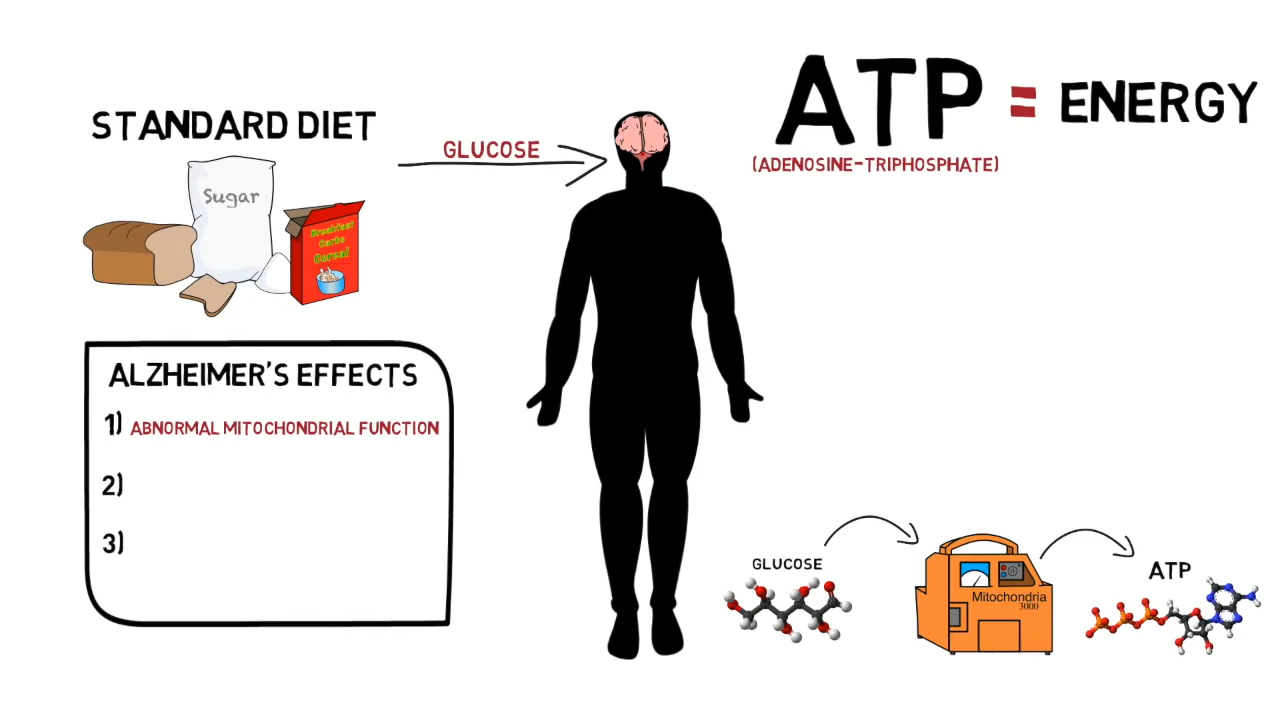 STANDARD DIET
Sugar
Breakfast
Carbo
Cereal
GLUCOSE
ATP = ENERGY
(ADENOSINE-TRIPHOSPHATE)
ALZHEIMER'S EFFECTS
1) ABNORMAL MITOCHONDRIAL FUNCTION
2)
3)
GLUCOSE
Mitochondria
3000
ATP